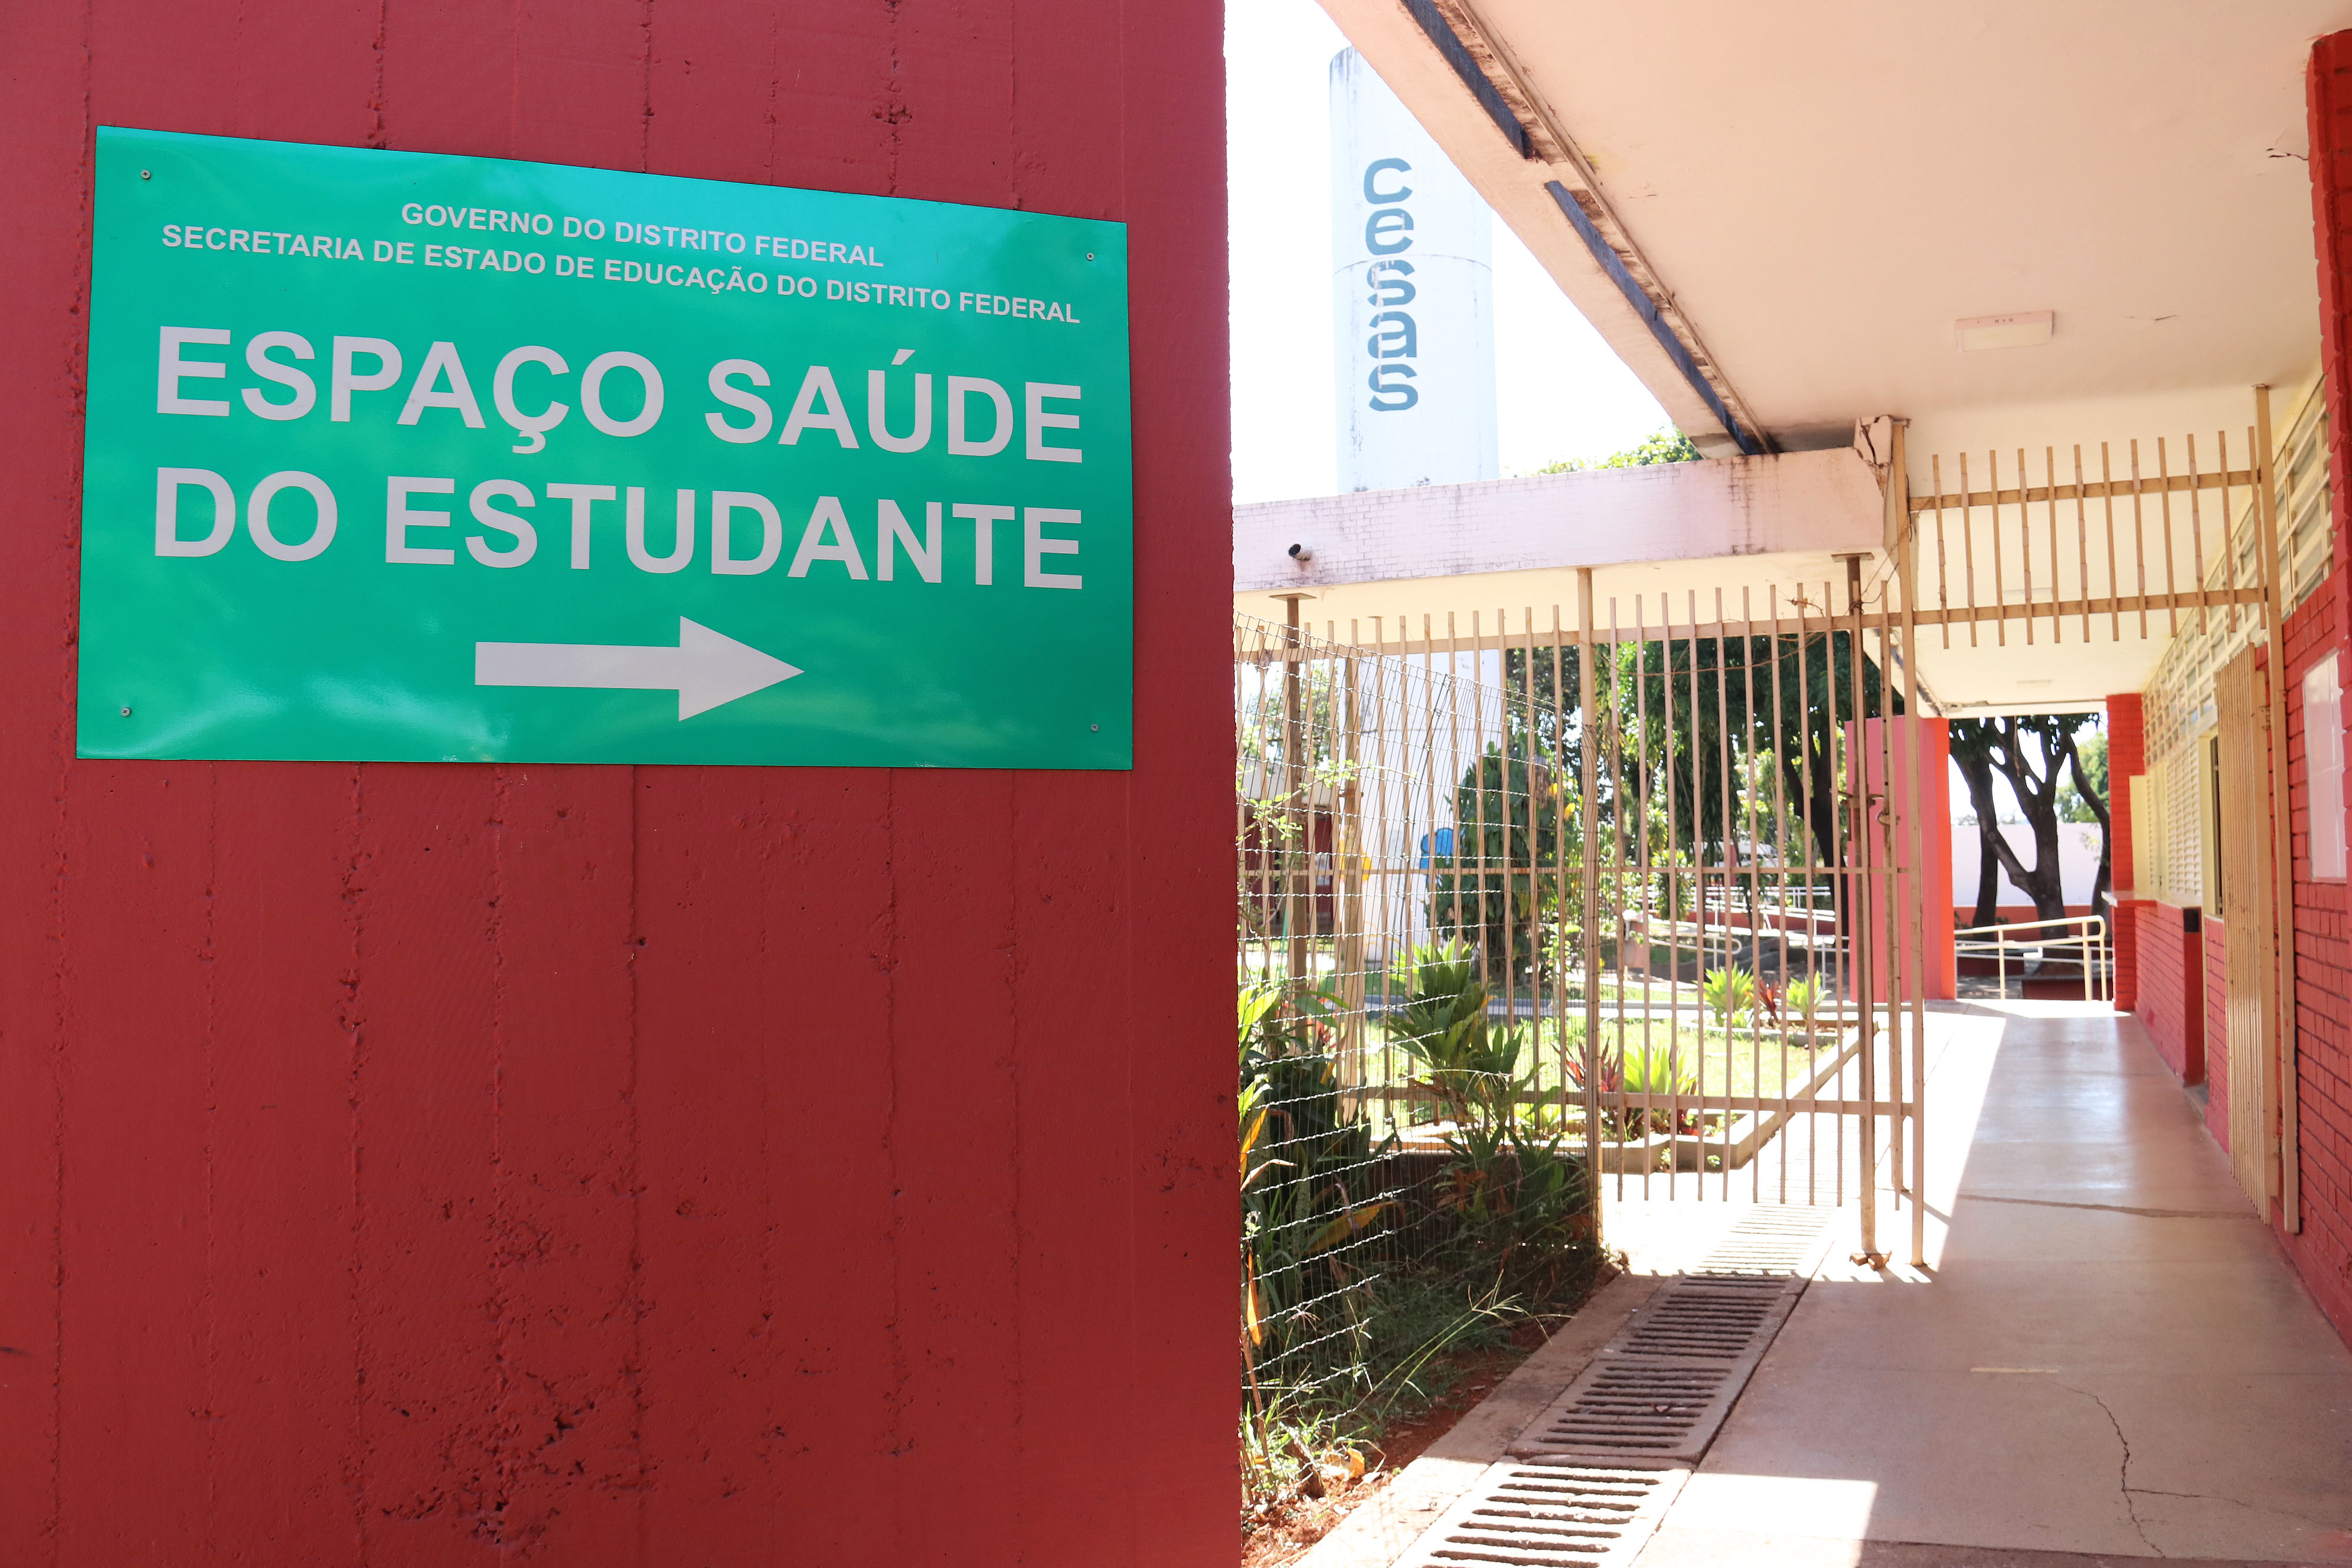 GOVERNO DO DISTRITO FEDERAL
SECRETARIA DE ESTADO DE EDUCAÇÃO DO DISTRITO FEDERAL
ESPAÇO SAÚDE
DO ESTUDANTE
cesas